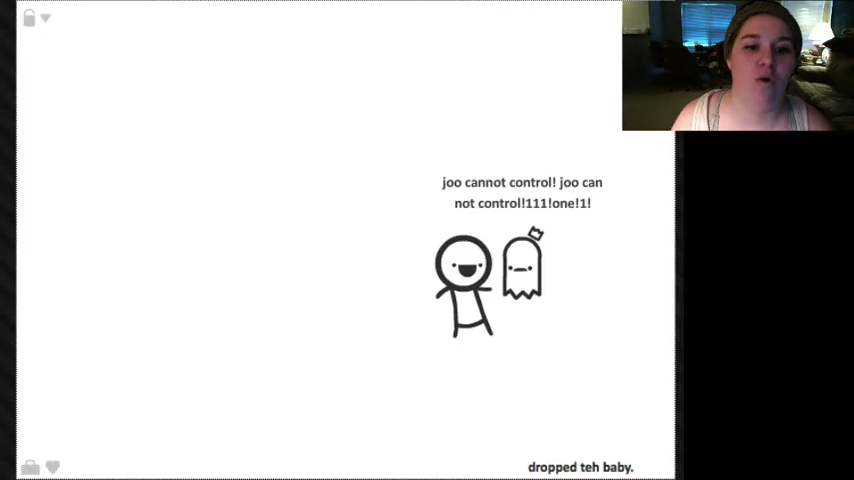 joo cannot control! joo can
not control!111!one!1!
dropped teh baby.